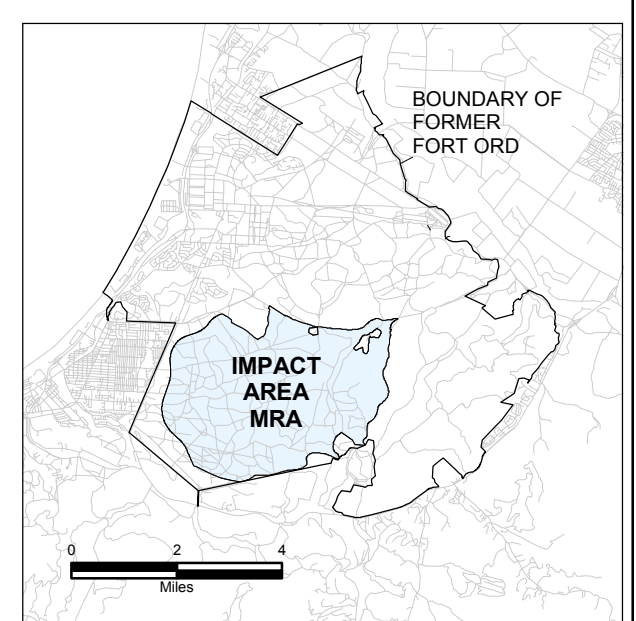 BOUNDARY OF
FORMER
FORT ORD
IMPACT
AREA
MRA
0 2 4
Miles